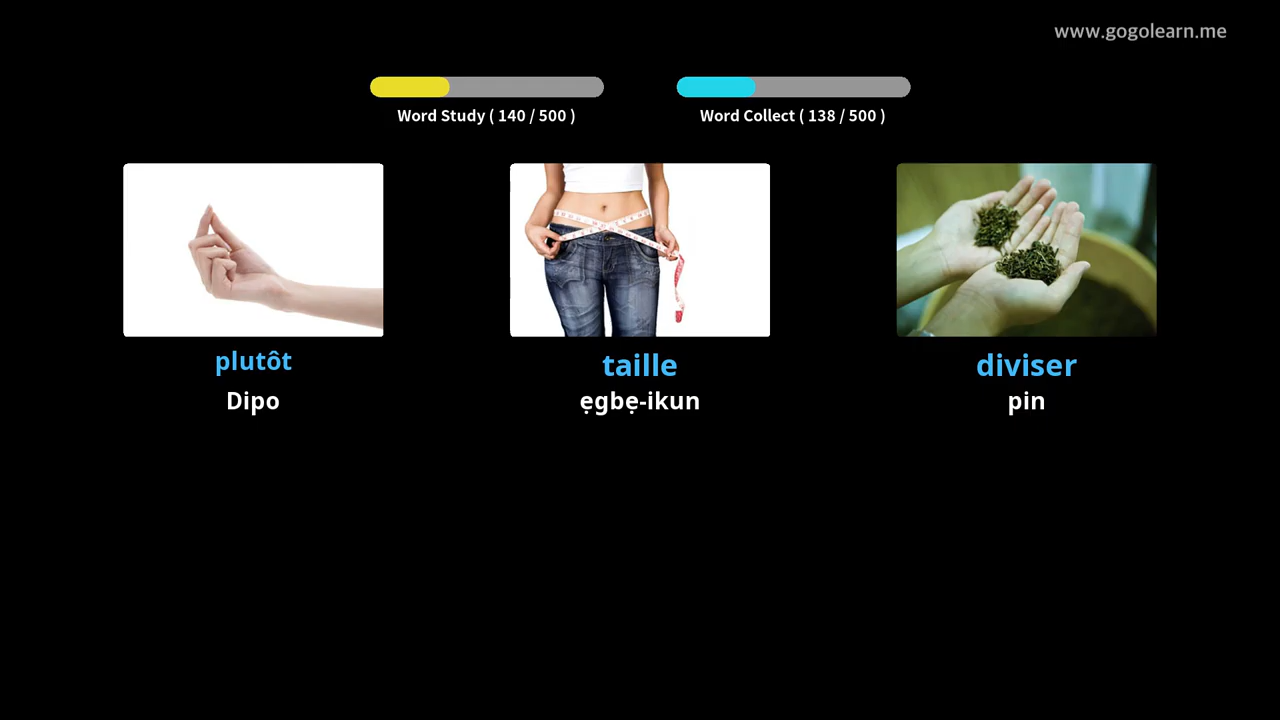 www.gogolearn.me
Word Study ( 140 / 500 )
Word Collect ( 138 / 500 )
plutôt
Dipo
taille
ẹgbẹ-ikun
diviser
pin